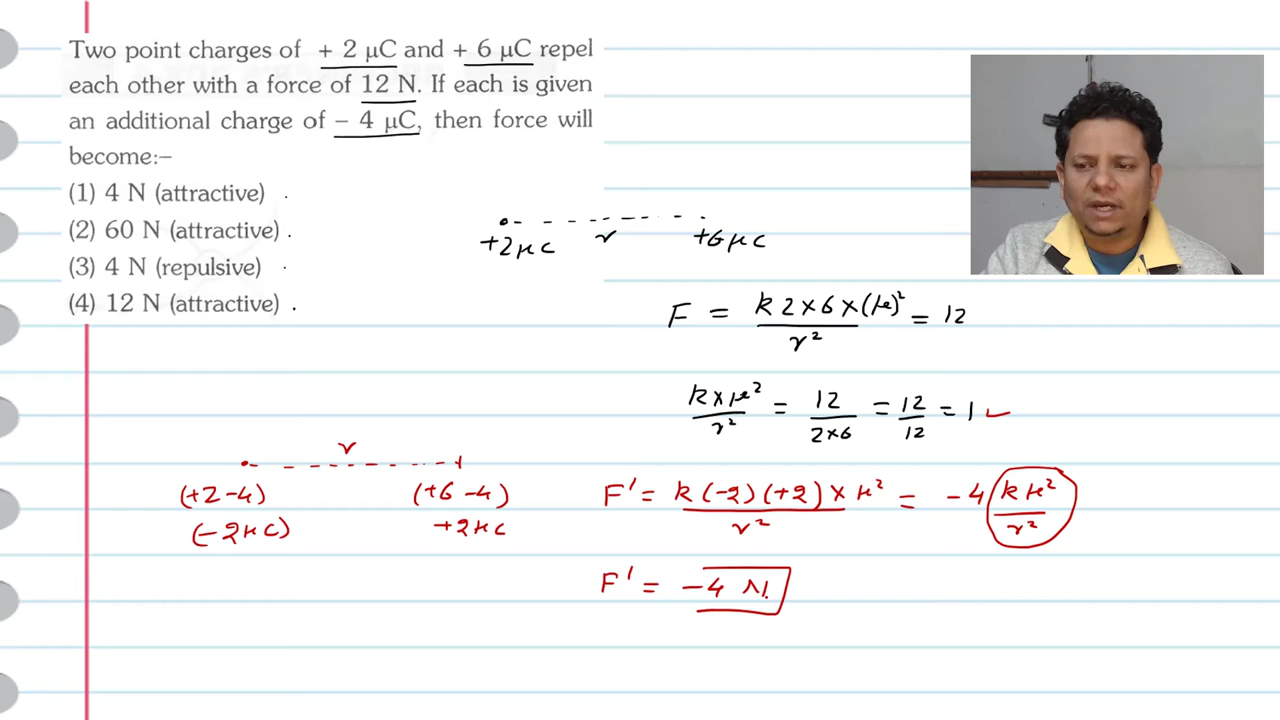 Two point charges of + 2 μC and + 6 μC repel
each other with a force of 12 N. If each is given
an additional charge of – 4 μC, then force will
become:–
(1) 4 N (attractive) .
(2) 60 N (attractive) .
(3) 4 N (repulsive) .
(4) 12 N (attractive) .
r
+2μc +6μc
F = k 2×6×(μ)² / r² = 12
k×μ² / r² = 12 / 2×6 = 12 / 12 = 1 ✓
r
(+2-4) (+6-4)
(-2μc) +2μc
F' = k(-2)(+2)×μ² / r² = -4 kμ² / r²
F' = -4 N.